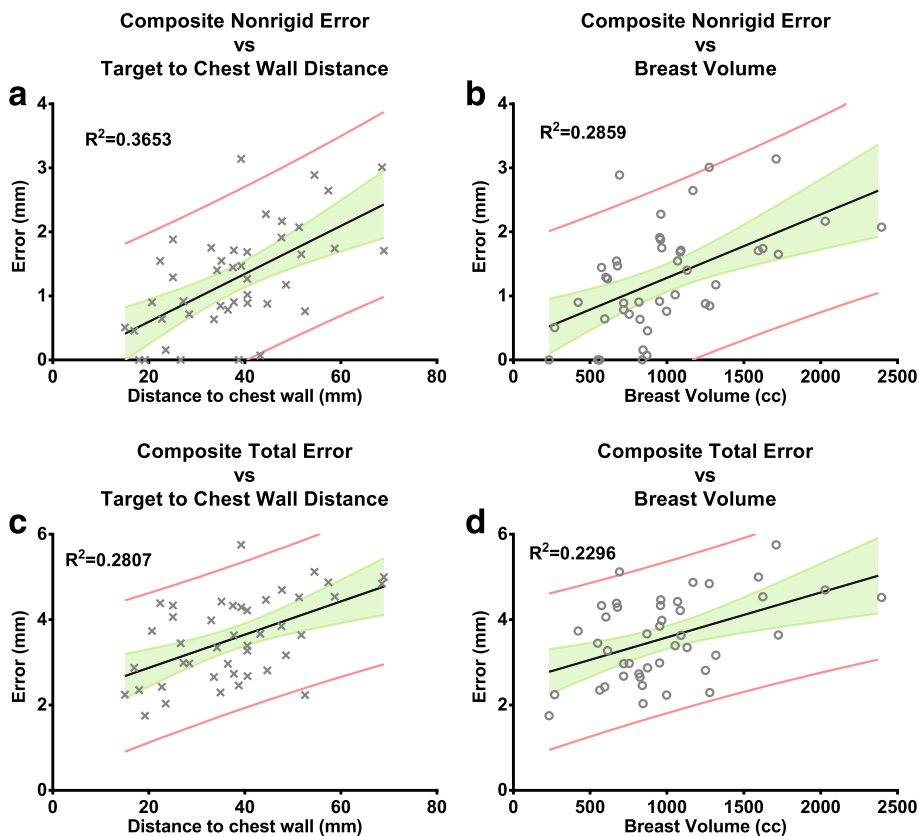 Composite Nonrigid Error
vs
Target to Chest Wall Distance
a
R²=0.3653
Error (mm)
4
3
2
1
0
0 20 40 60 80
Distance to chest wall (mm)
Composite Nonrigid Error
vs
Breast Volume
b
R²=0.2859
Error (mm)
4
3
2
1
0
0 500 1000 1500 2000 2500
Breast Volume (cc)
Composite Total Error
vs
Target to Chest Wall Distance
c
R²=0.2807
Error (mm)
6
4
2
0
0 20 40 60 80
Distance to chest wall (mm)
Composite Total Error
vs
Breast Volume
d
R²=0.2296
Error (mm)
6
4
2
0
0 500 1000 1500 2000 2500
Breast Volume (cc)